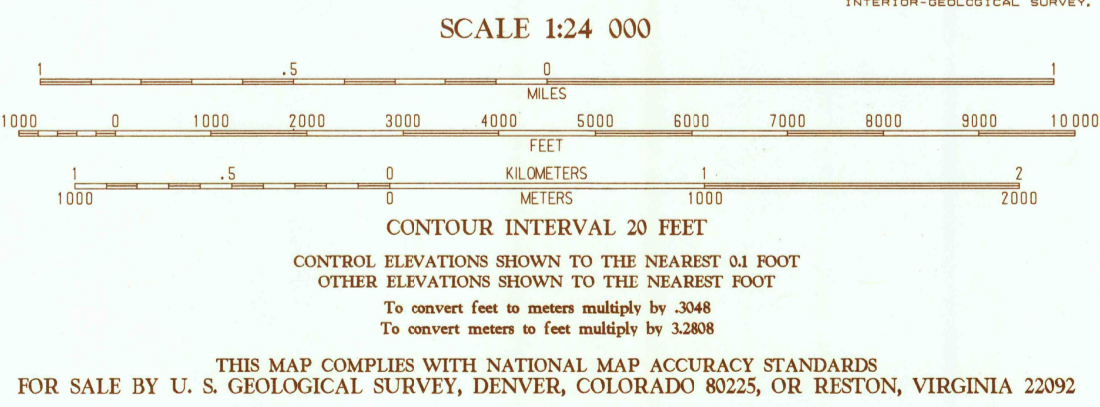 INTERIOR-GEOLOGICAL SURVEY,
SCALE 1:24 000
1 .5 0 1
MILES
1000 0 1000 2000 3000 4000 5000 6000 7000 8000 9000 10 000
FEET
1 .5 0 KILOMETERS 1 2
1000 0 METERS 1000 2000
CONTOUR INTERVAL 20 FEET
CONTROL ELEVATIONS SHOWN TO THE NEAREST 0.1 FOOT
OTHER ELEVATIONS SHOWN TO THE NEAREST FOOT
To convert feet to meters multiply by .3048
To convert meters to feet multiply by 3.2808
THIS MAP COMPLIES WITH NATIONAL MAP ACCURACY STANDARDS
FOR SALE BY U. S. GEOLOGICAL SURVEY, DENVER, COLORADO 80225, OR RESTON, VIRGINIA 22092